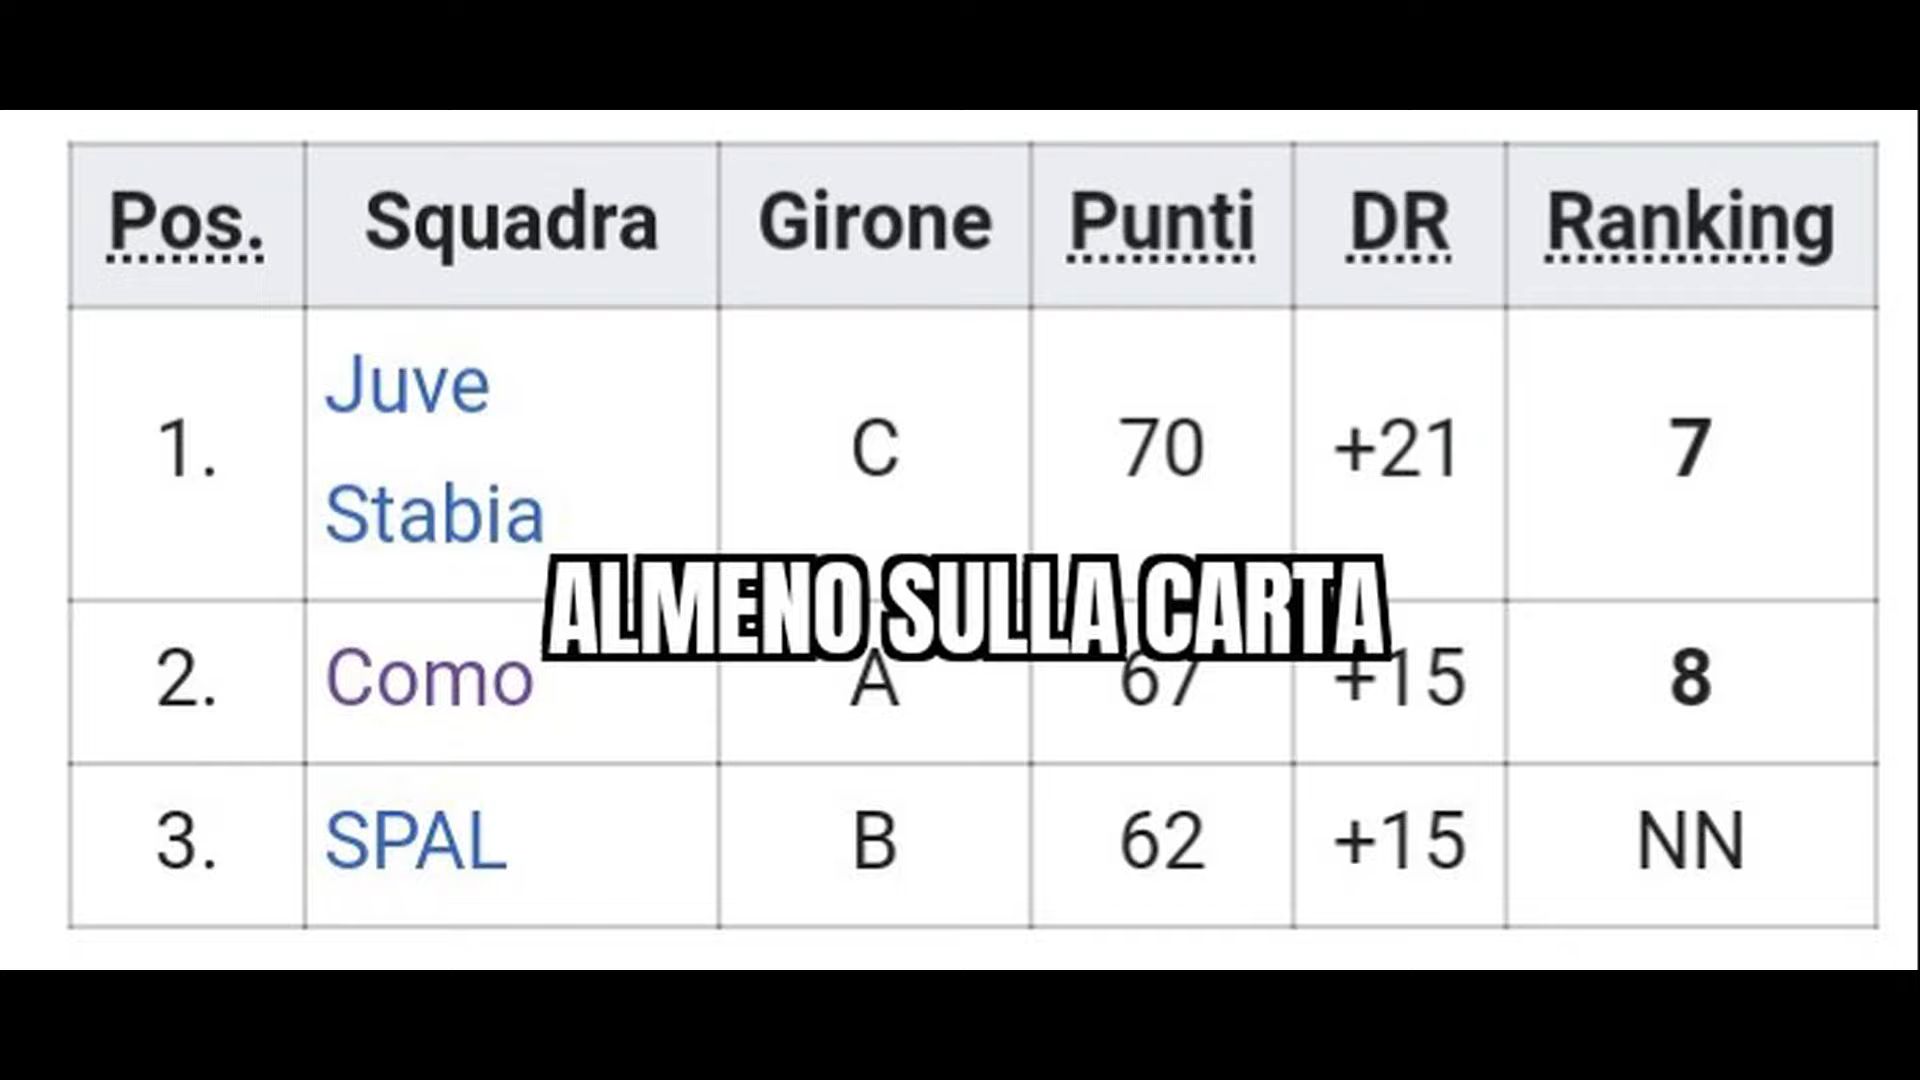 Pos. Squadra Girone Punti DR Ranking
1. Juve Stabia C 70 +21 7
ALMENO SULLA CARTA
2. Como A 67 +15 8
3. SPAL B 62 +15 NN